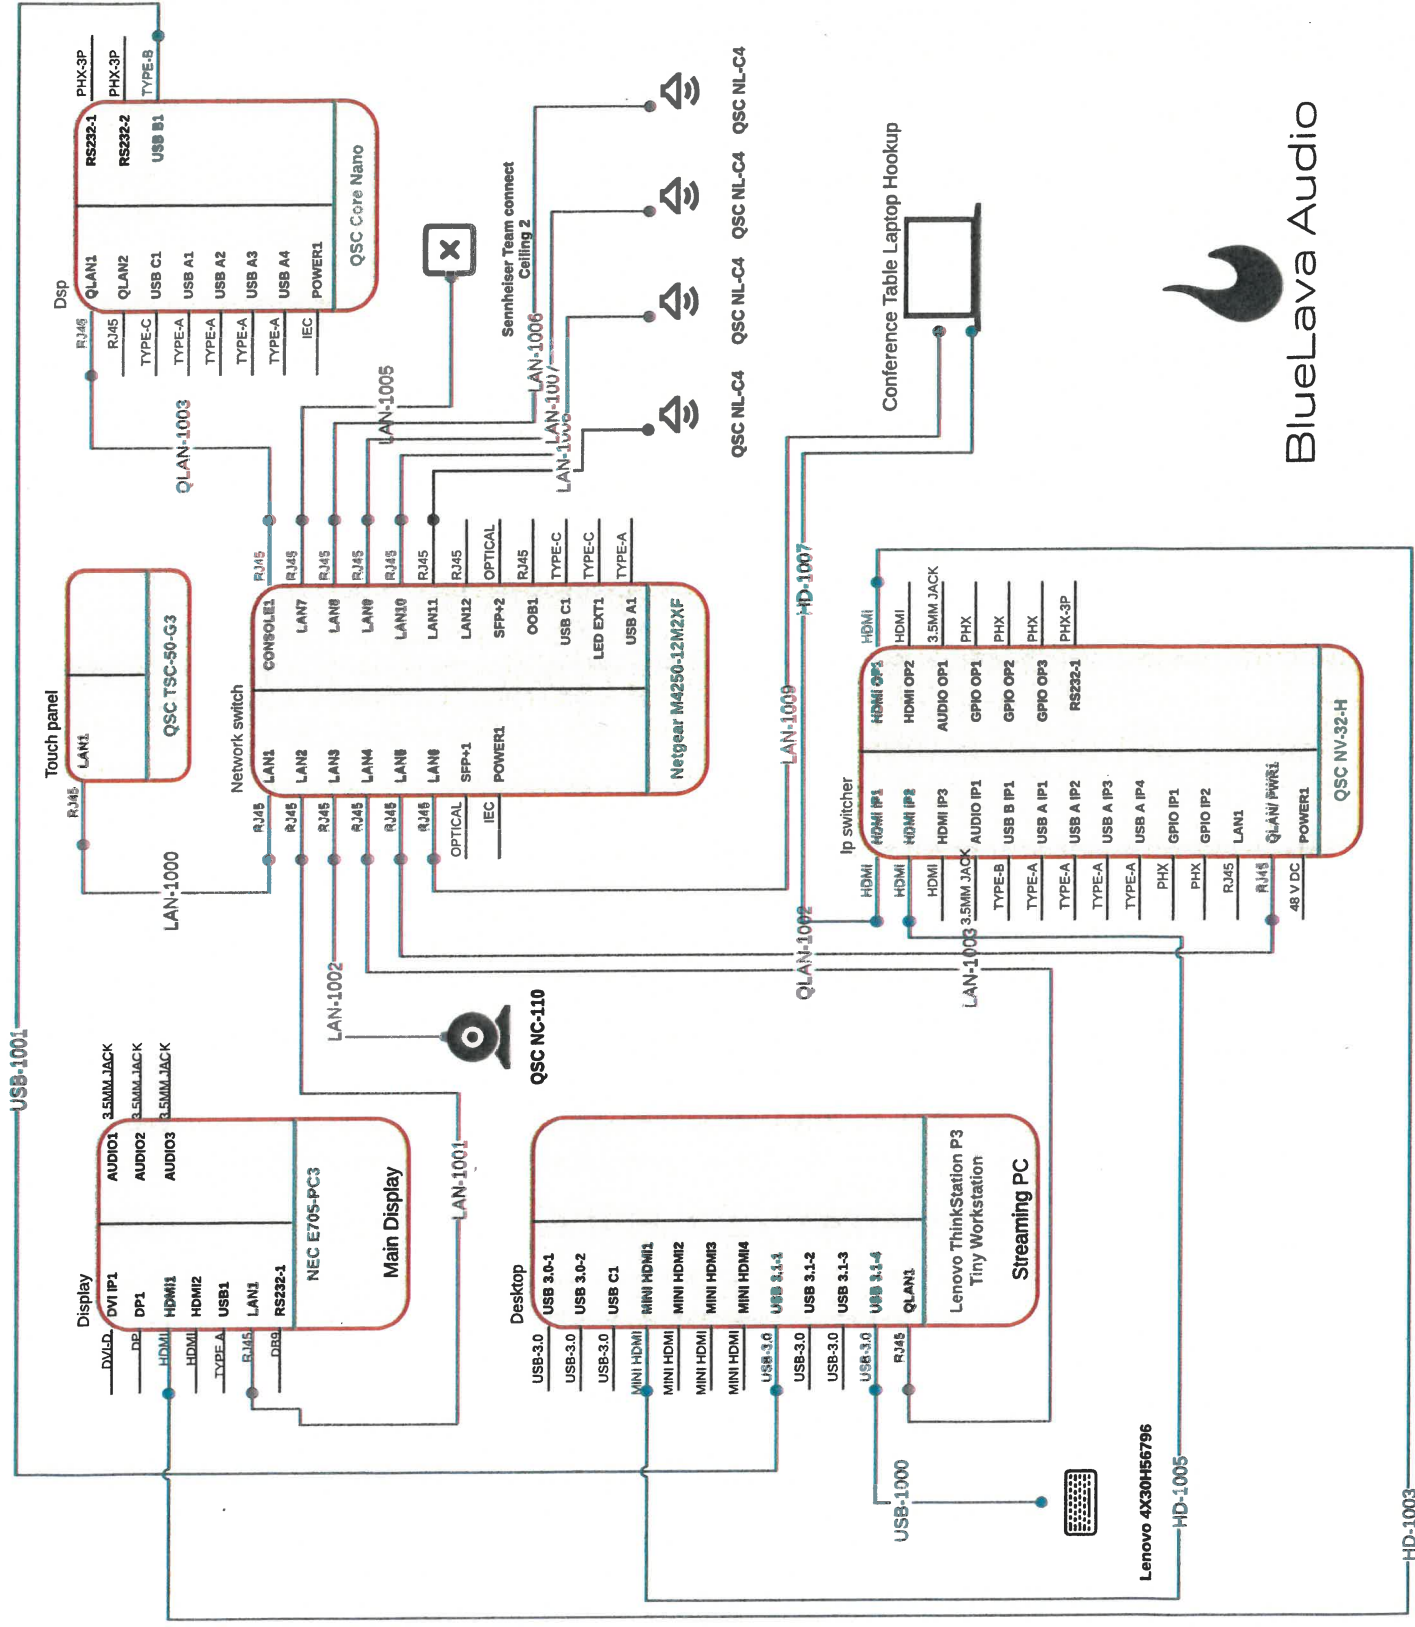 USB-1001
Display
DVI-D
DVI IP1
DP
DP1
HDMI
HDMI1
HDMI
HDMI2
TYPE-A
USB1
RJ45
LAN1
DB9
RS232-1
AUDIO1
3.5MM JACK
AUDIO2
3.5MM JACK
AUDIO3
3.5MM JACK
NEC E705-PC3
Main Display
LAN-1001
Touch panel
RJ45
LAN1
QSC TSC-50-G3
LAN-1000
Dsp
RJ45
QLAN1
RJ45
QLAN2
TYPE-C
USB C1
TYPE-A
USB A1
TYPE-A
USB A2
TYPE-A
USB A3
TYPE-A
USB A4
IEC
POWER1
RS232-1
PHX-3P
RS232-2
PHX-3P
USB B1
TYPE-B
QSC Core Nano
QLAN-1003
Network switch
RJ45
LAN1
RJ45
LAN2
RJ45
LAN3
RJ45
LAN4
RJ45
LAN5
RJ45
LAN6
OPTICAL
SFP+1
IEC
POWER1
CONSOLE1
RJ45
LAN7
RJ45
LAN8
RJ45
LAN9
RJ45
LAN10
RJ45
LAN11
RJ45
LAN12
RJ45
SFP+2
OPTICAL
OOB1
RJ45
USB C1
TYPE-C
LED EXT1
TYPE-C
USB A1
TYPE-A
Netgear M4250-12M2XF
LAN-1002
QSC NC-110
LAN-1005
Sennheiser Team connect
Ceiling 2
LAN-1006
LAN-1007
QSC NL-C4
QSC NL-C4
QSC NL-C4
QSC NL-C4
Desktop
USB-3.0
USB 3.0-1
USB-3.0
USB 3.0-2
USB-3.0
USB C1
MINI HDMI
MINI HDMI1
MINI HDMI
MINI HDMI2
MINI HDMI
MINI HDMI3
MINI HDMI
MINI HDMI4
USB-3.0
USB 3.1-1
USB-3.0
USB 3.1-2
USB-3.0
USB 3.1-3
USB-3.0
USB 3.1-4
RJ45
QLAN1
Lenovo ThinkStation P3
Tiny Workstation
Streaming PC
USB-1000
Lenovo 4X30H56796
LAN-1009
HD-1007
QLAN-1002
LAN-1003
Conference Table Laptop Hookup
Ip switcher
HDMI
HDMI IP1
HDMI
HDMI IP2
HDMI
HDMI IP3
3.5MM JACK
AUDIO IP1
TYPE-B
USB B IP1
TYPE-A
USB A IP1
TYPE-A
USB A IP2
TYPE-A
USB A IP3
TYPE-A
USB A IP4
PHX
GPIO IP1
PHX
GPIO IP2
RJ45
LAN1
RJ45
QLAN/ PWR1
48 V DC
POWER1
HDMI OP1
HDMI
HDMI OP2
HDMI
AUDIO OP1
3.5MM JACK
GPIO OP1
PHX
GPIO OP2
PHX
GPIO OP3
PHX
RS232-1
PHX-3P
QSC NV-32-H
HD-1005
HD-1003
BlueLava Audio